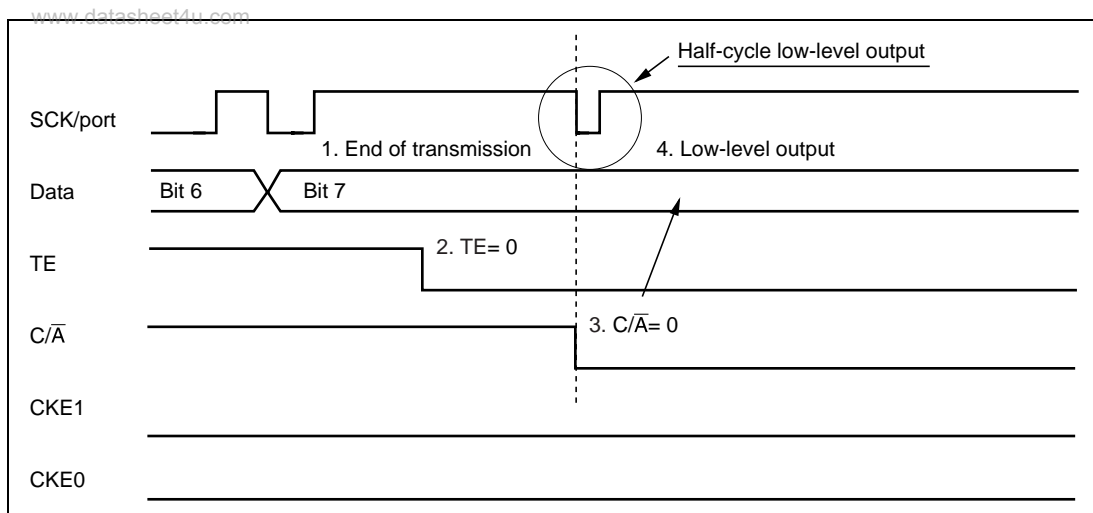 www.datasheet4u.com
Half-cycle low-level output
SCK/port
1. End of transmission
4. Low-level output
Data
Bit 6
Bit 7
TE
2. TE= 0
C/A̅
3. C/A̅= 0
CKE1
CKE0